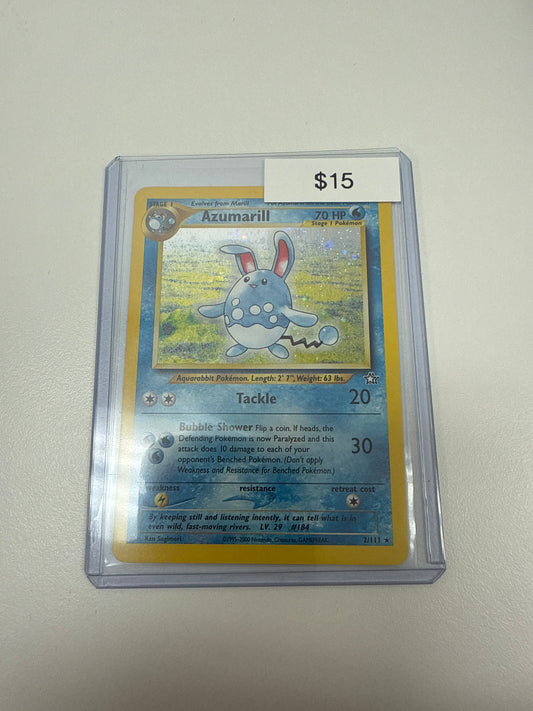 $15
STAGE 1
Evolves from Marill
Azumarill
70 HP
Stage 1 Pokémon
Aquarabbit Pokémon. Length: 2' 7", Weight: 63 lbs.
Tackle 20
Bubble Shower Flip a coin. If heads, the
Defending Pokémon is now Paralyzed and this
attack does 10 damage to each of your
opponent's Benched Pokémon. (Don't apply
Weakness and Resistance for Benched Pokémon.)
30
weakness resistance retreat cost
By keeping still and listening intently, it can tell what is in
even wild, fast-moving rivers. LV. 29 #184
Ken Sugimori ©1995-2000 Nintendo, Creatures, GAMEFREAK. 2/111 ★